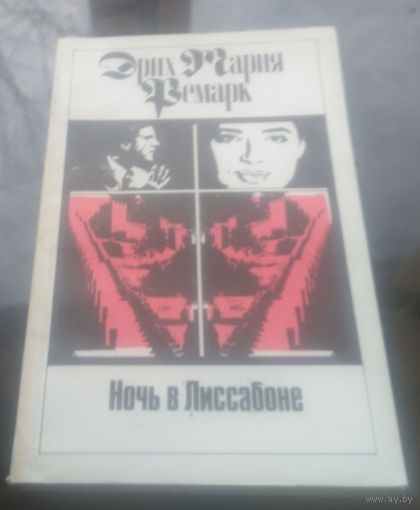 Эрих Мария
Ремарк
Ночь в Лиссабоне
www.ay.by